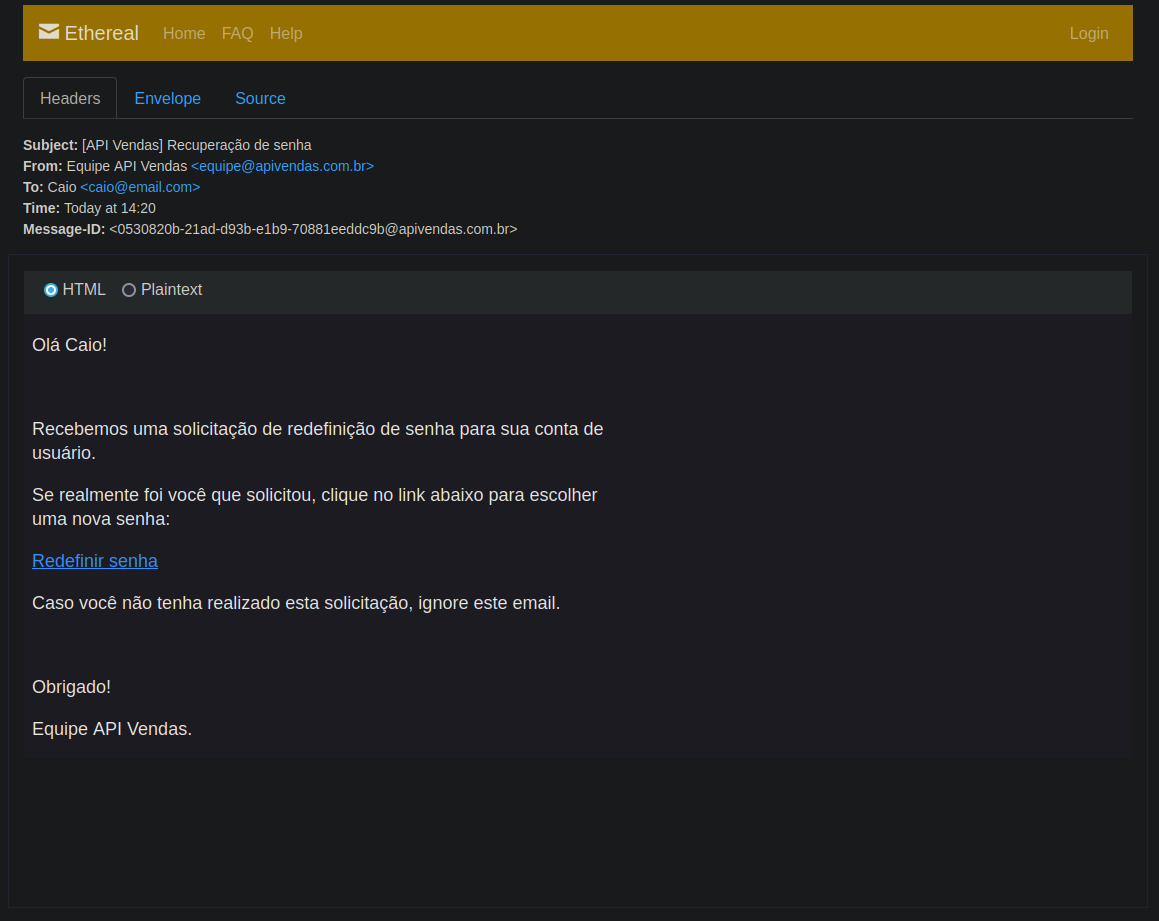 Ethereal Home FAQ Help Login
Headers Envelope Source
Subject: [API Vendas] Recuperação de senha
From: Equipe API Vendas <equipe@apivendas.com.br>
To: Caio <caio@email.com>
Time: Today at 14:20
Message-ID: <0530820b-21ad-d93b-e1b9-70881eeddc9b@apivendas.com.br>
HTML Plaintext
Olá Caio!
Recebemos uma solicitação de redefinição de senha para sua conta de
usuário.
Se realmente foi você que solicitou, clique no link abaixo para escolher
uma nova senha:
Redefinir senha
Caso você não tenha realizado esta solicitação, ignore este email.
Obrigado!
Equipe API Vendas.